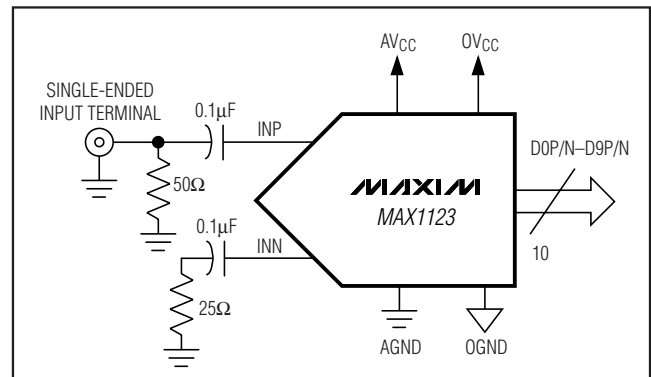 AVCC
OVCC
SINGLE-ENDED
INPUT TERMINAL
0.1µF
INP
D0P/N–D9P/N
50Ω
MAXIM
MAX1123
0.1µF
INN
10
25Ω
AGND
OGND